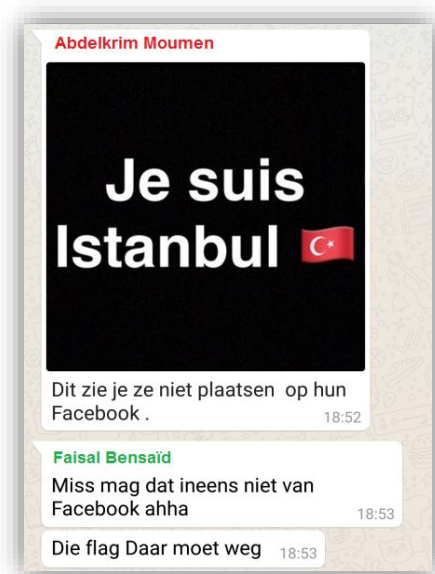 Abdelkrim Moumen
Je suis
Istanbul 🇹🇷
Dit zie je ze niet plaatsen op hun
Facebook .
18:52
Faisal Bensaïd
Miss mag dat ineens niet van
Facebook ahha
18:53
Die flag Daar moet weg 18:53